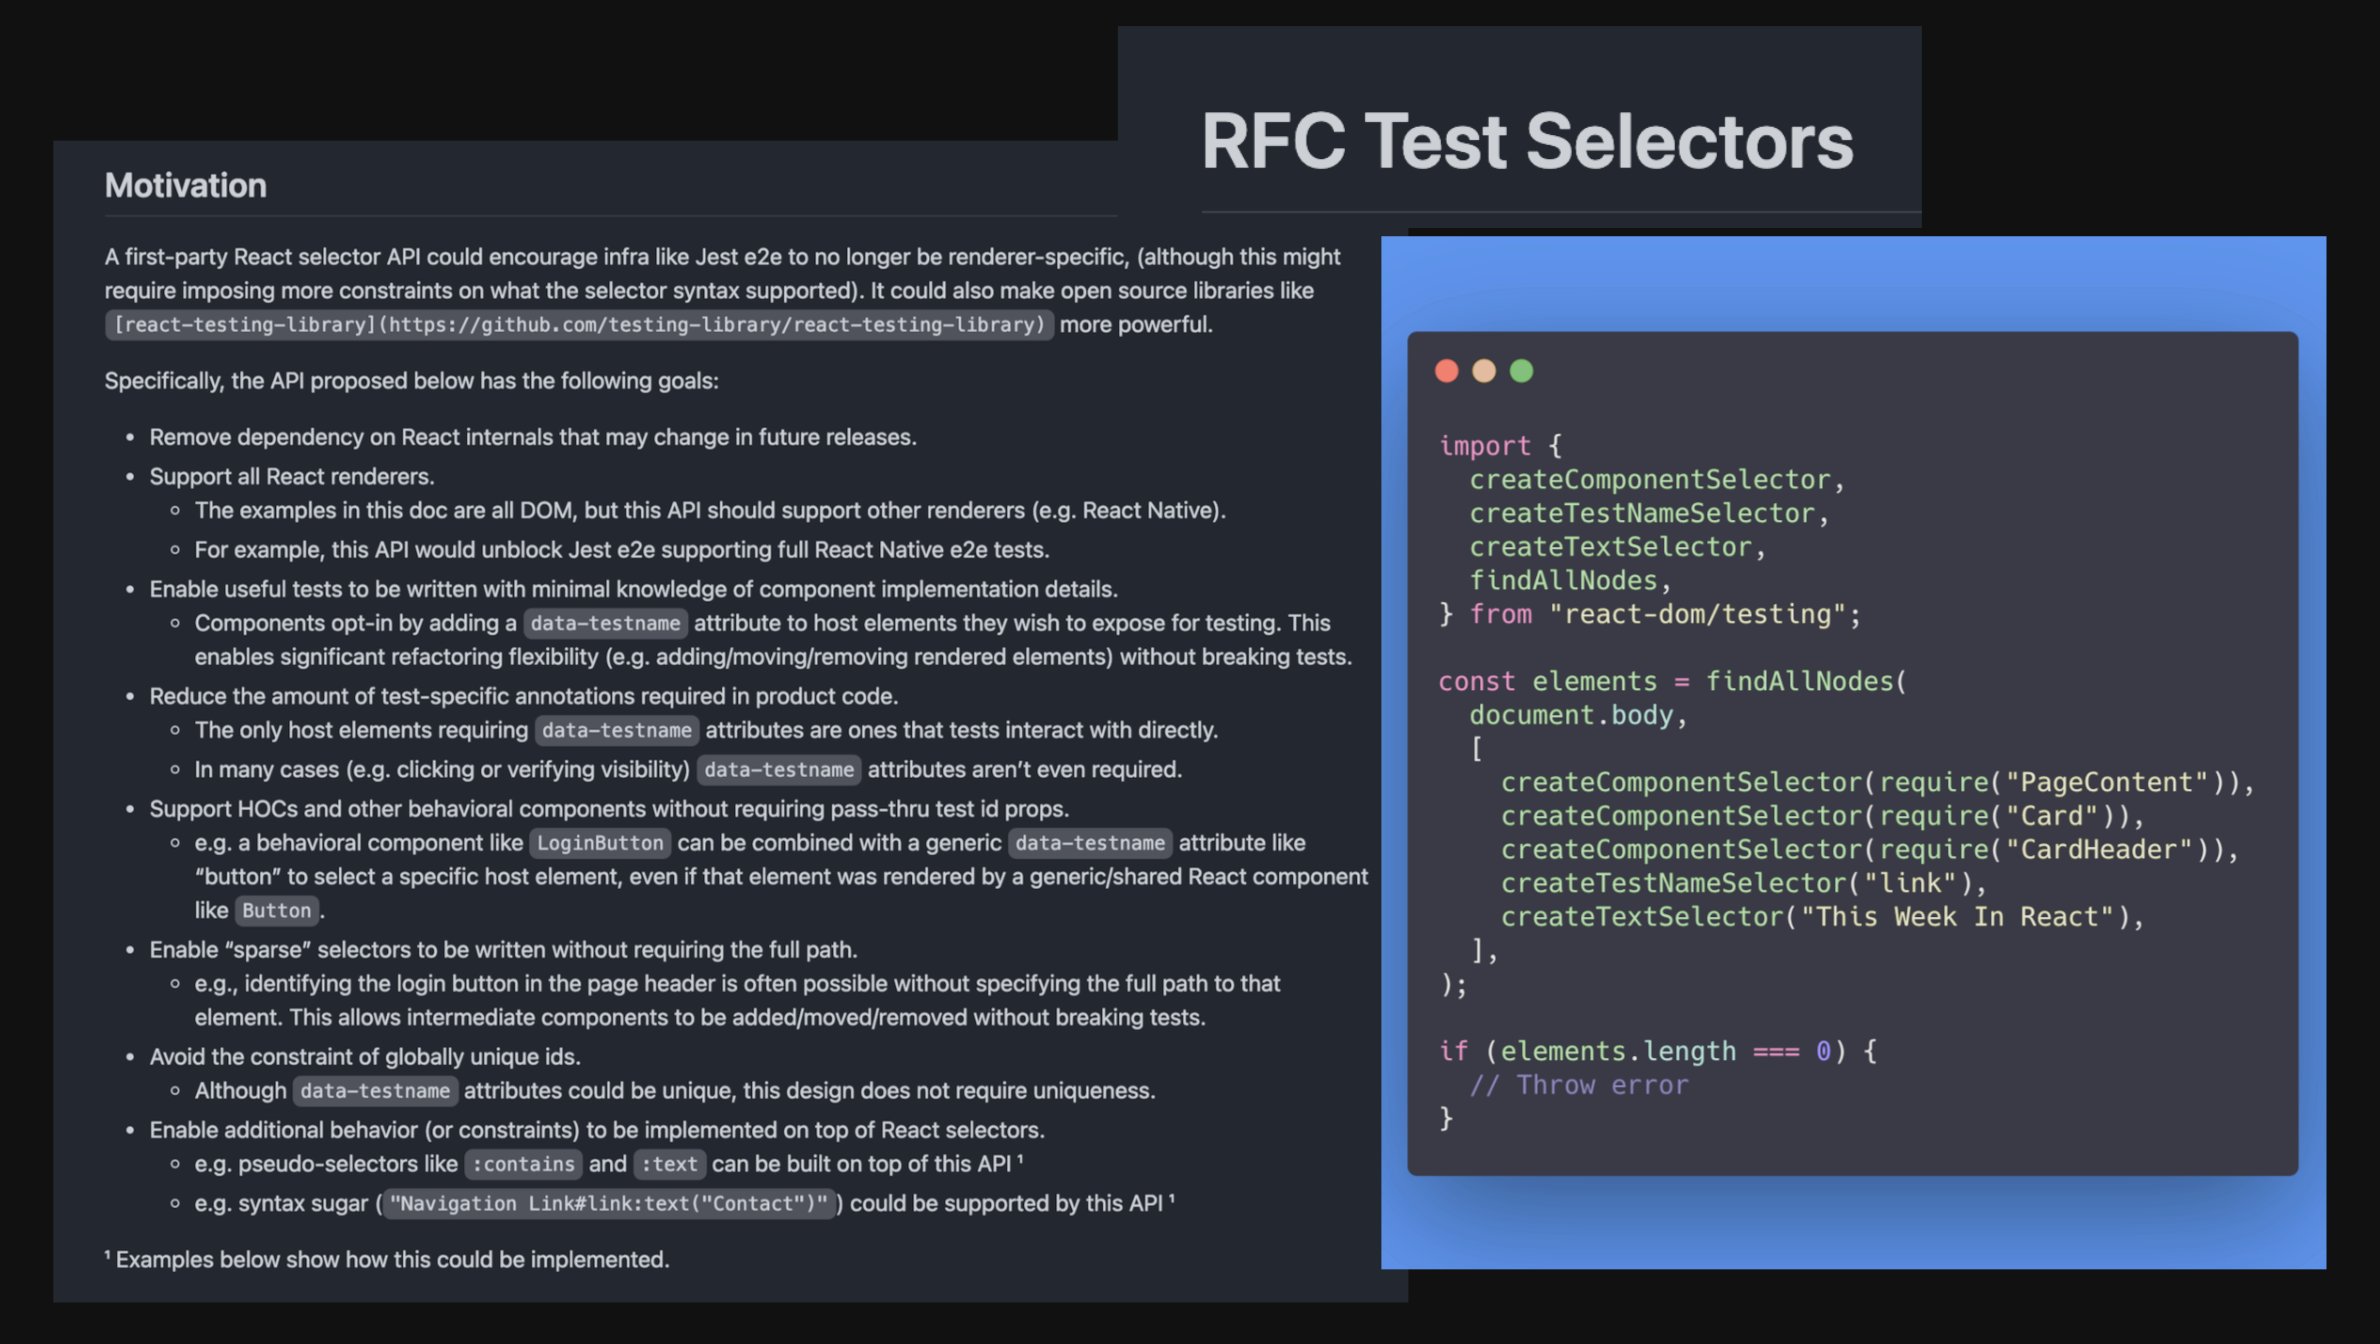 RFC Test Selectors
Motivation
A first-party React selector API could encourage infra like Jest e2e to no longer be renderer-specific, (although this might
require imposing more constraints on what the selector syntax supported). It could also make open source libraries like
[react-testing-library](https://github.com/testing-library/react-testing-library) more powerful.
Specifically, the API proposed below has the following goals:
• Remove dependency on React internals that may change in future releases.
• Support all React renderers.
◦ The examples in this doc are all DOM, but this API should support other renderers (e.g. React Native).
◦ For example, this API would unblock Jest e2e supporting full React Native e2e tests.
• Enable useful tests to be written with minimal knowledge of component implementation details.
◦ Components opt-in by adding a data-testname attribute to host elements they wish to expose for testing. This
enables significant refactoring flexibility (e.g. adding/moving/removing rendered elements) without breaking tests.
• Reduce the amount of test-specific annotations required in product code.
◦ The only host elements requiring data-testname attributes are ones that tests interact with directly.
◦ In many cases (e.g. clicking or verifying visibility) data-testname attributes aren’t even required.
• Support HOCs and other behavioral components without requiring pass-thru test id props.
◦ e.g. a behavioral component like LoginButton can be combined with a generic data-testname attribute like
“button” to select a specific host element, even if that element was rendered by a generic/shared React component
like Button.
• Enable “sparse” selectors to be written without requiring the full path.
◦ e.g., identifying the login button in the page header is often possible without specifying the full path to that
element. This allows intermediate components to be added/moved/removed without breaking tests.
• Avoid the constraint of globally unique ids.
◦ Although data-testname attributes could be unique, this design does not require uniqueness.
• Enable additional behavior (or constraints) to be implemented on top of React selectors.
◦ e.g. pseudo-selectors like :contains and :text can be built on top of this API ¹
◦ e.g. syntax sugar ("Navigation Link#link:text("Contact")") could be supported by this API ¹
¹ Examples below show how this could be implemented.
import {
  createComponentSelector,
  createTestNameSelector,
  createTextSelector,
  findAllNodes,
} from "react-dom/testing";
const elements = findAllNodes(
  document.body,
  [
    createComponentSelector(require("PageContent")),
    createComponentSelector(require("Card")),
    createComponentSelector(require("CardHeader")),
    createTestNameSelector("link"),
    createTextSelector("This Week In React"),
  ],
);
if (elements.length === 0) {
  // Throw error
}